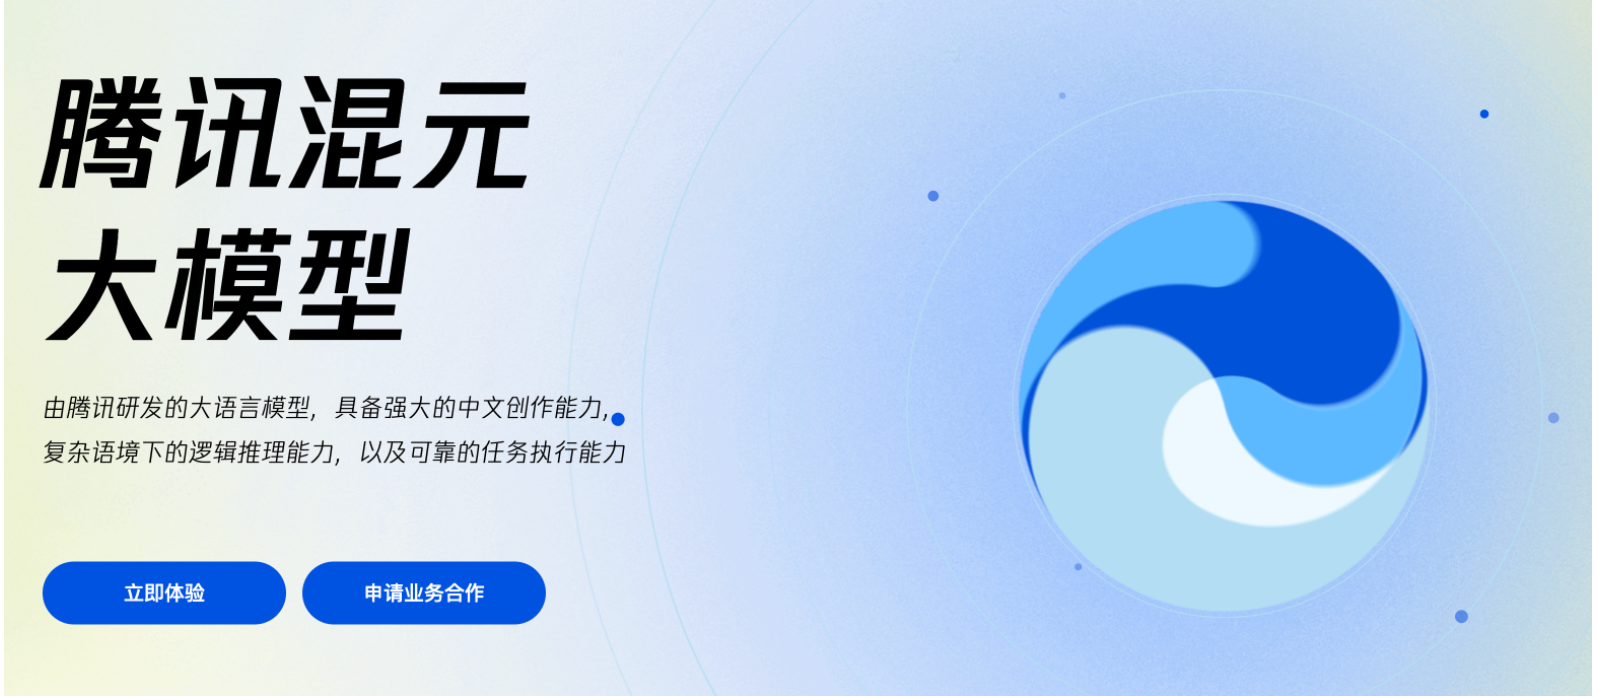 腾讯混元
大模型
由腾讯研发的大语言模型，具备强大的中文创作能力，
复杂语境下的逻辑推理能力，以及可靠的任务执行能力
立即体验
申请业务合作